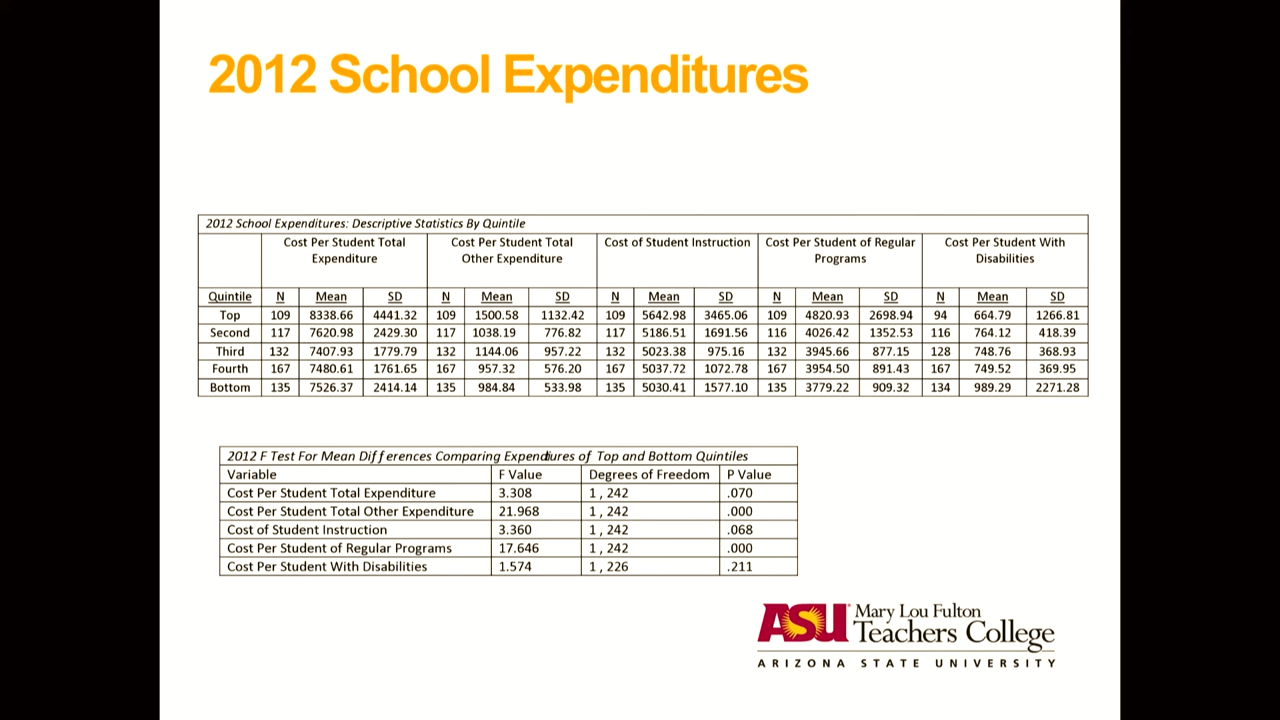 2012 School Expenditures
2012 School Expenditures: Descriptive Statistics By Quintile
Cost Per Student Total Expenditure Cost Per Student Total Other Expenditure Cost of Student Instruction Cost Per Student of Regular Programs Cost Per Student With Disabilities
Quintile N Mean SD N Mean SD N Mean SD N Mean SD N Mean SD
Top 109 8338.66 4441.32 109 1500.58 1132.42 109 5642.98 3465.06 109 4820.93 2698.94 94 664.79 1266.81
Second 117 7620.98 2429.30 117 1038.19 776.82 117 5186.51 1691.56 116 4026.42 1352.53 116 764.12 418.39
Third 132 7407.93 1779.79 132 1144.06 957.22 132 5023.38 975.16 132 3945.66 877.15 128 748.76 368.93
Fourth 167 7480.61 1761.65 167 957.32 576.20 167 5037.72 1072.78 167 3954.50 891.43 167 749.52 369.95
Bottom 135 7526.37 2414.14 135 984.84 533.98 135 5030.41 1577.10 135 3779.22 909.32 134 989.29 2271.28
2012 F Test For Mean Differences Comparing Expenditures of Top and Bottom Quintiles
Variable F Value Degrees of Freedom P Value
Cost Per Student Total Expenditure 3.308 1 , 242 .070
Cost Per Student Total Other Expenditure 21.968 1 , 242 .000
Cost of Student Instruction 3.360 1 , 242 .068
Cost Per Student of Regular Programs 17.646 1 , 242 .000
Cost Per Student With Disabilities 1.574 1 , 226 .211
ASU Mary Lou Fulton
Teachers College
ARIZONA STATE UNIVERSITY